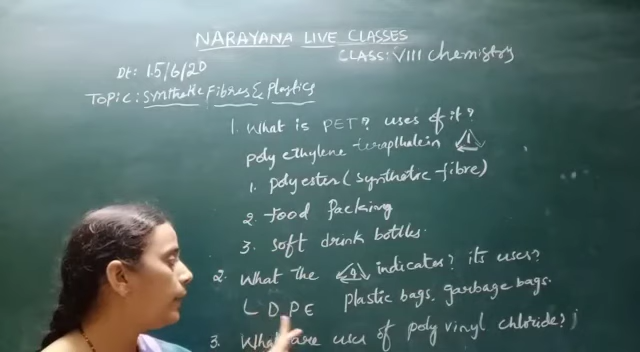 NARAYANA LIVE CLASSES
CLASS: VIII Chemistry
Dt: 15/6/20
TOPIC: Synthetic Fibres & Plastics
1. What is PET? uses of it?
poly ethylene terapthalein 1
1. polyester (synthetic fibre)
2. Food Packing
3. Soft drink bottles.
2. What the indicates? its uses?
LDPE plastic bags. garbage bags.
3. What are uses of poly vinyl chloride?